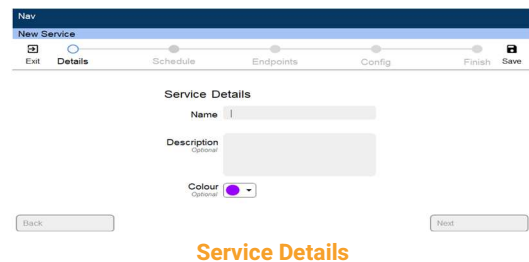 Nav
New Service
Exit Details Schedule Endpoints Config Finish Save
Service Details
Name
Description
Optional
Colour
Optional
Back Next
Service Details